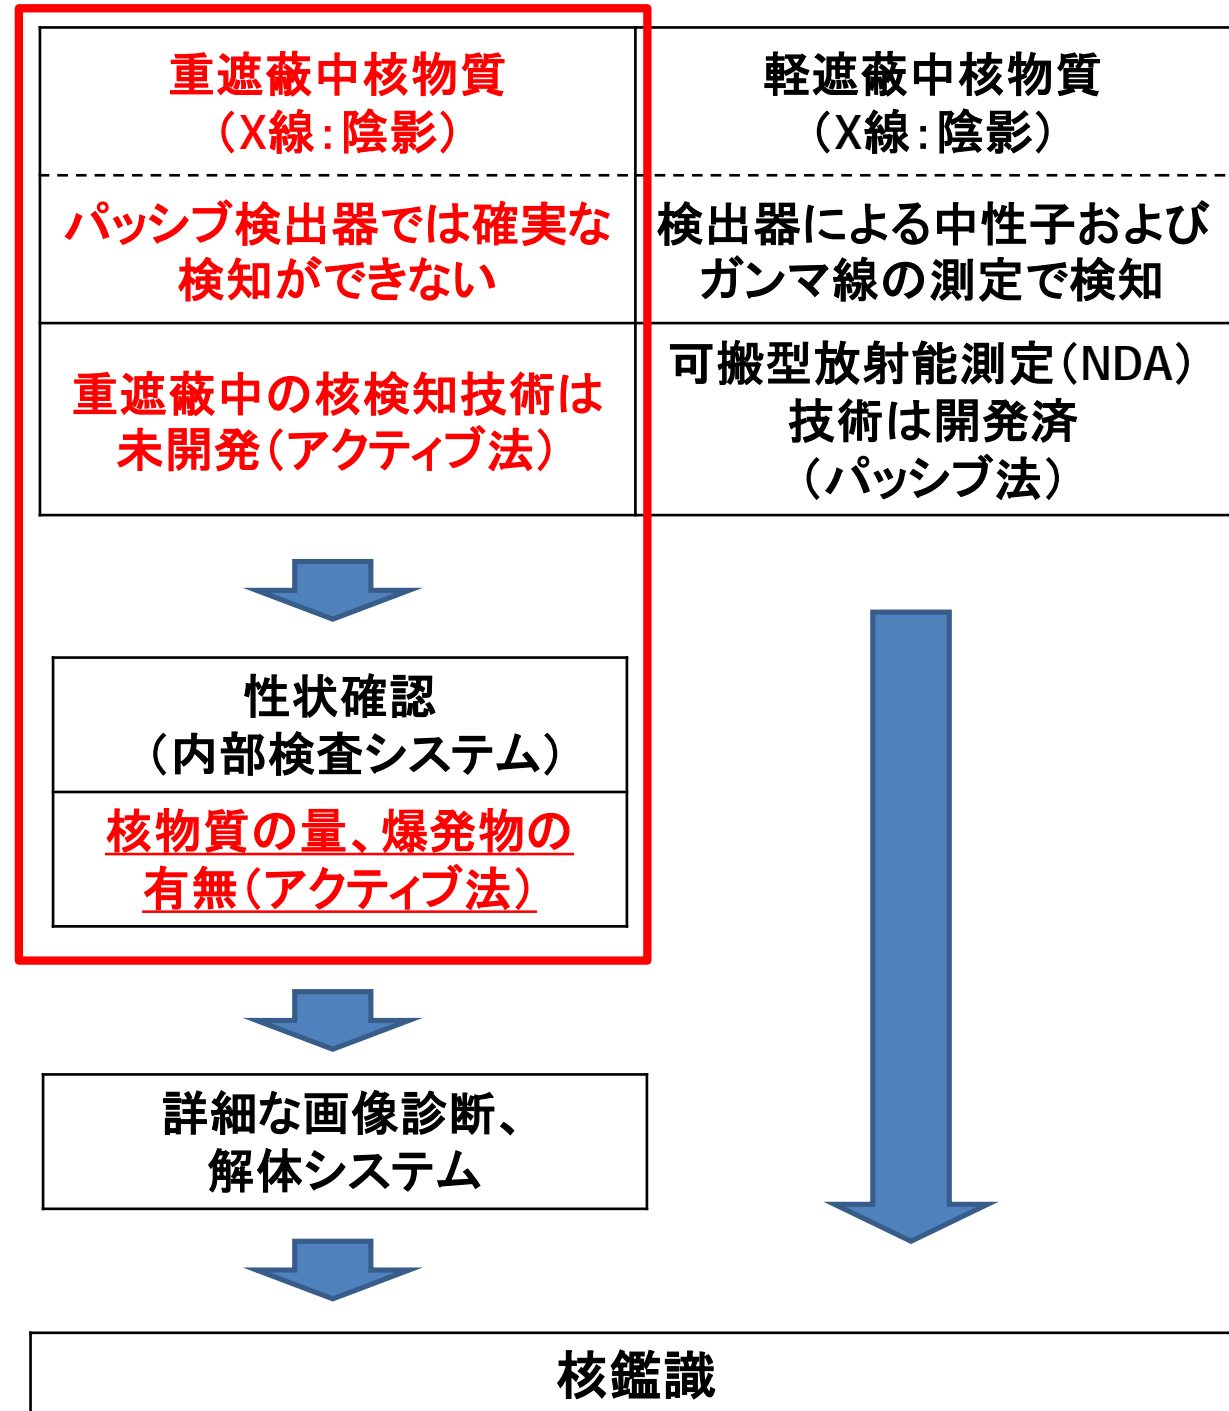 重遮蔽中核物質
（X線：陰影）
軽遮蔽中核物質
（X線：陰影）
パッシブ検出器では確実な
検知ができない
検出器による中性子および
ガンマ線の測定で検知
重遮蔽中の核検知技術は
未開発（アクティブ法）
可搬型放射能測定（NDA）
技術は開発済
（パッシブ法）
性状確認
（内部検査システム）
核物質の量、爆発物の
有無（アクティブ法）
詳細な画像診断、
解体システム
核鑑識